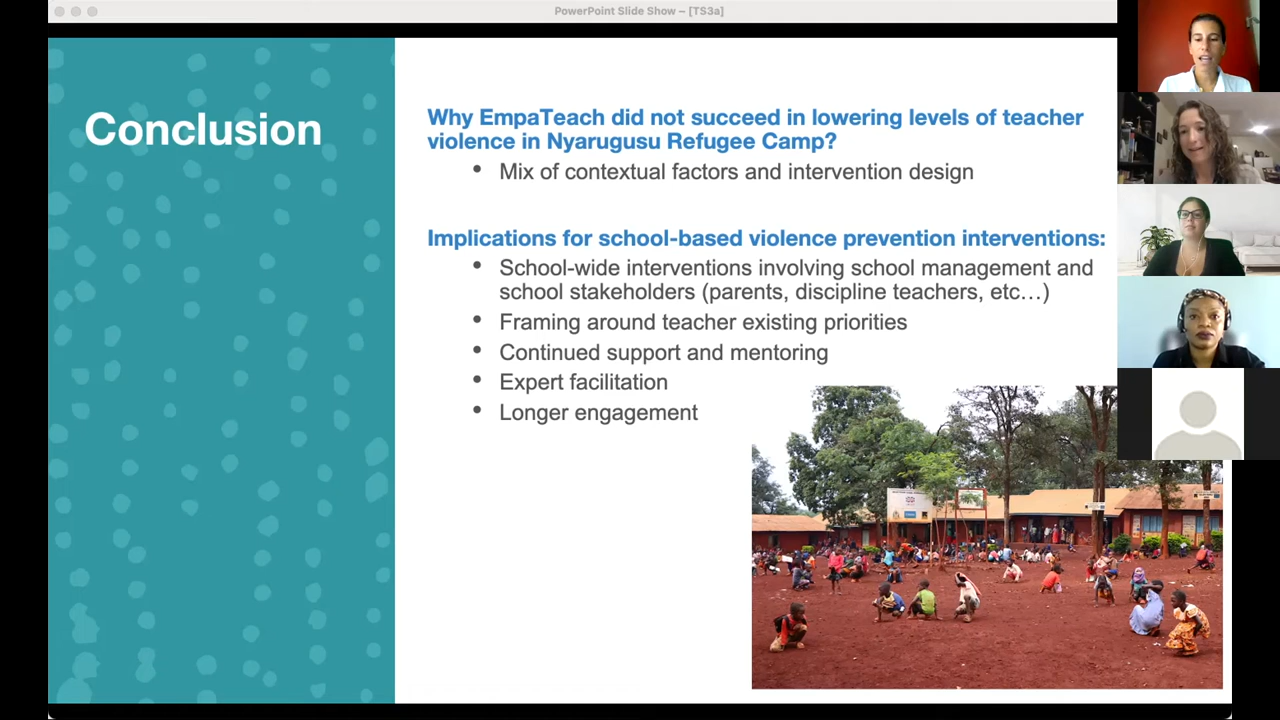 PowerPoint Slide Show – [TS3a]
Conclusion
Why EmpaTeach did not succeed in lowering levels of teacher
violence in Nyarugusu Refugee Camp?
• Mix of contextual factors and intervention design
Implications for school-based violence prevention interventions:
• School-wide interventions involving school management and
school stakeholders (parents, discipline teachers, etc…)
• Framing around teacher existing priorities
• Continued support and mentoring
• Expert facilitation
• Longer engagement